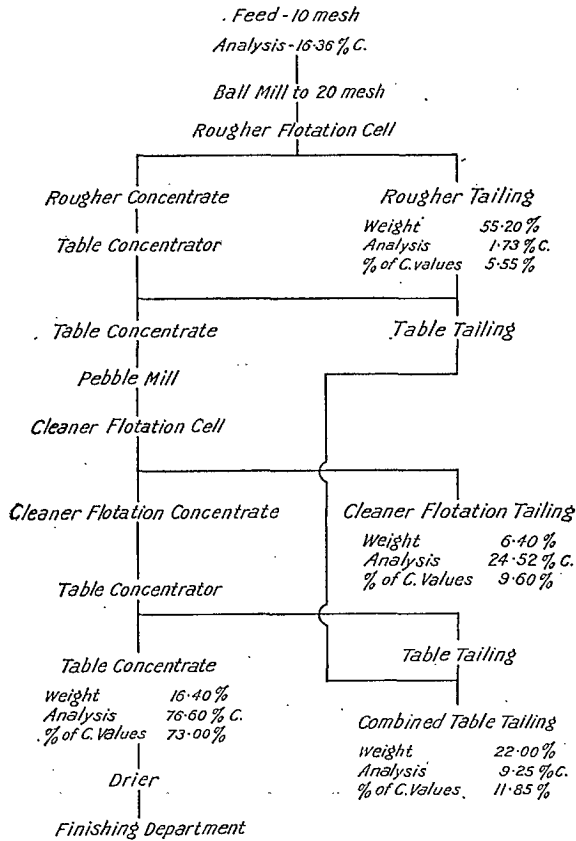 Feed - 10 mesh
Analysis - 16·36 % C.
Ball Mill to 20 mesh
Rougher Flotation Cell
Rougher Concentrate
Table Concentrator
Rougher Tailing
Weight 55·20 %
Analysis 1·73 % C.
% of C. values 5·55 %
Table Concentrate
Table Tailing
Pebble Mill
Cleaner Flotation Cell
Cleaner Flotation Concentrate
Cleaner Flotation Tailing
Weight 6·40 %
Analysis 24·52 % C.
% of C. Values 9·60 %
Table Concentrator
Table Concentrate
Weight 16·40 %
Analysis 76·60 % C.
% of C. Values 73·00 %
Table Tailing
Combined Table Tailing
Weight 22·00 %
Analysis 9·25 % C.
% of C. Values 11·85 %
Drier
Finishing Department